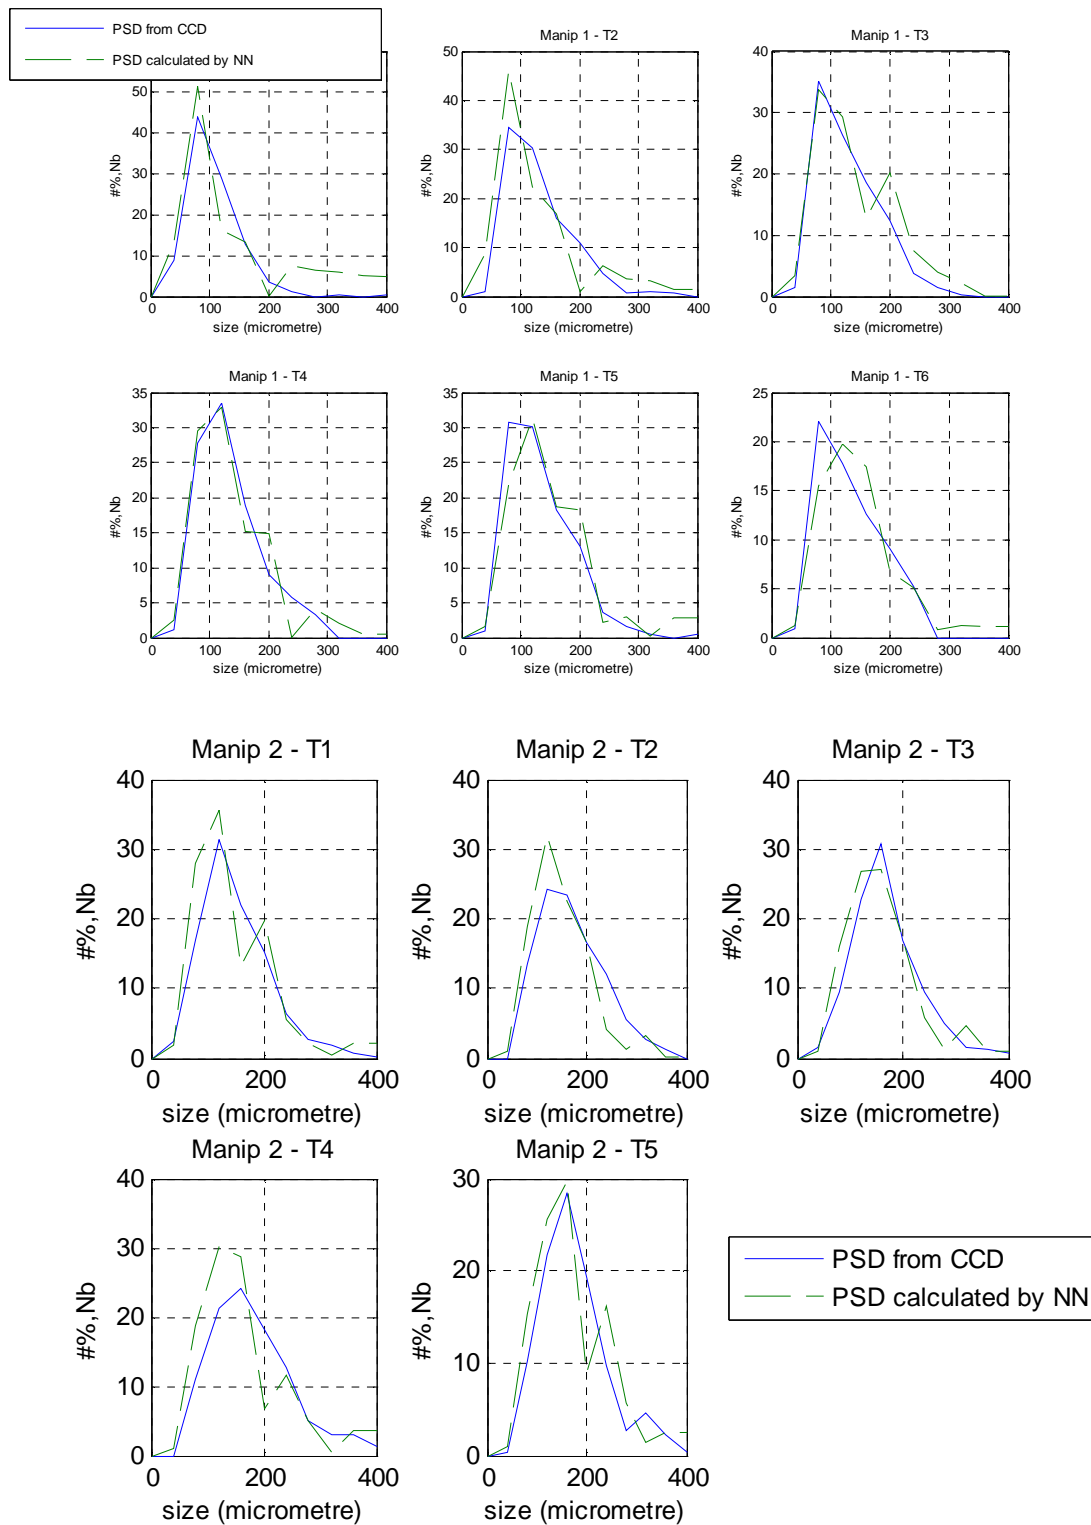 PSD from CCD
PSD calculated by NN
50
40
30
20
10
0
#%,Nb
0 100 200 300 400
size (micrometre)
Manip 1 - T2
50
40
30
20
10
0
#%,Nb
0 100 200 300 400
size (micrometre)
Manip 1 - T3
40
30
20
10
0
#%,Nb
0 100 200 300 400
size (micrometre)
Manip 1 - T4
35
30
25
20
15
10
5
0
#%,Nb
0 100 200 300 400
size (micrometre)
Manip 1 - T5
35
30
25
20
15
10
5
0
#%,Nb
0 100 200 300 400
size (micrometre)
Manip 1 - T6
25
20
15
10
5
0
#%,Nb
0 100 200 300 400
size (micrometre)
Manip 2 - T1
40
30
20
10
0
#%,Nb
0 200 400
size (micrometre)
Manip 2 - T2
40
30
20
10
0
#%,Nb
0 200 400
size (micrometre)
Manip 2 - T3
40
30
20
10
0
#%,Nb
0 200 400
size (micrometre)
Manip 2 - T4
40
30
20
10
0
#%,Nb
0 200 400
size (micrometre)
Manip 2 - T5
30
20
10
0
#%,Nb
0 200 400
size (micrometre)
PSD from CCD
PSD calculated by NN